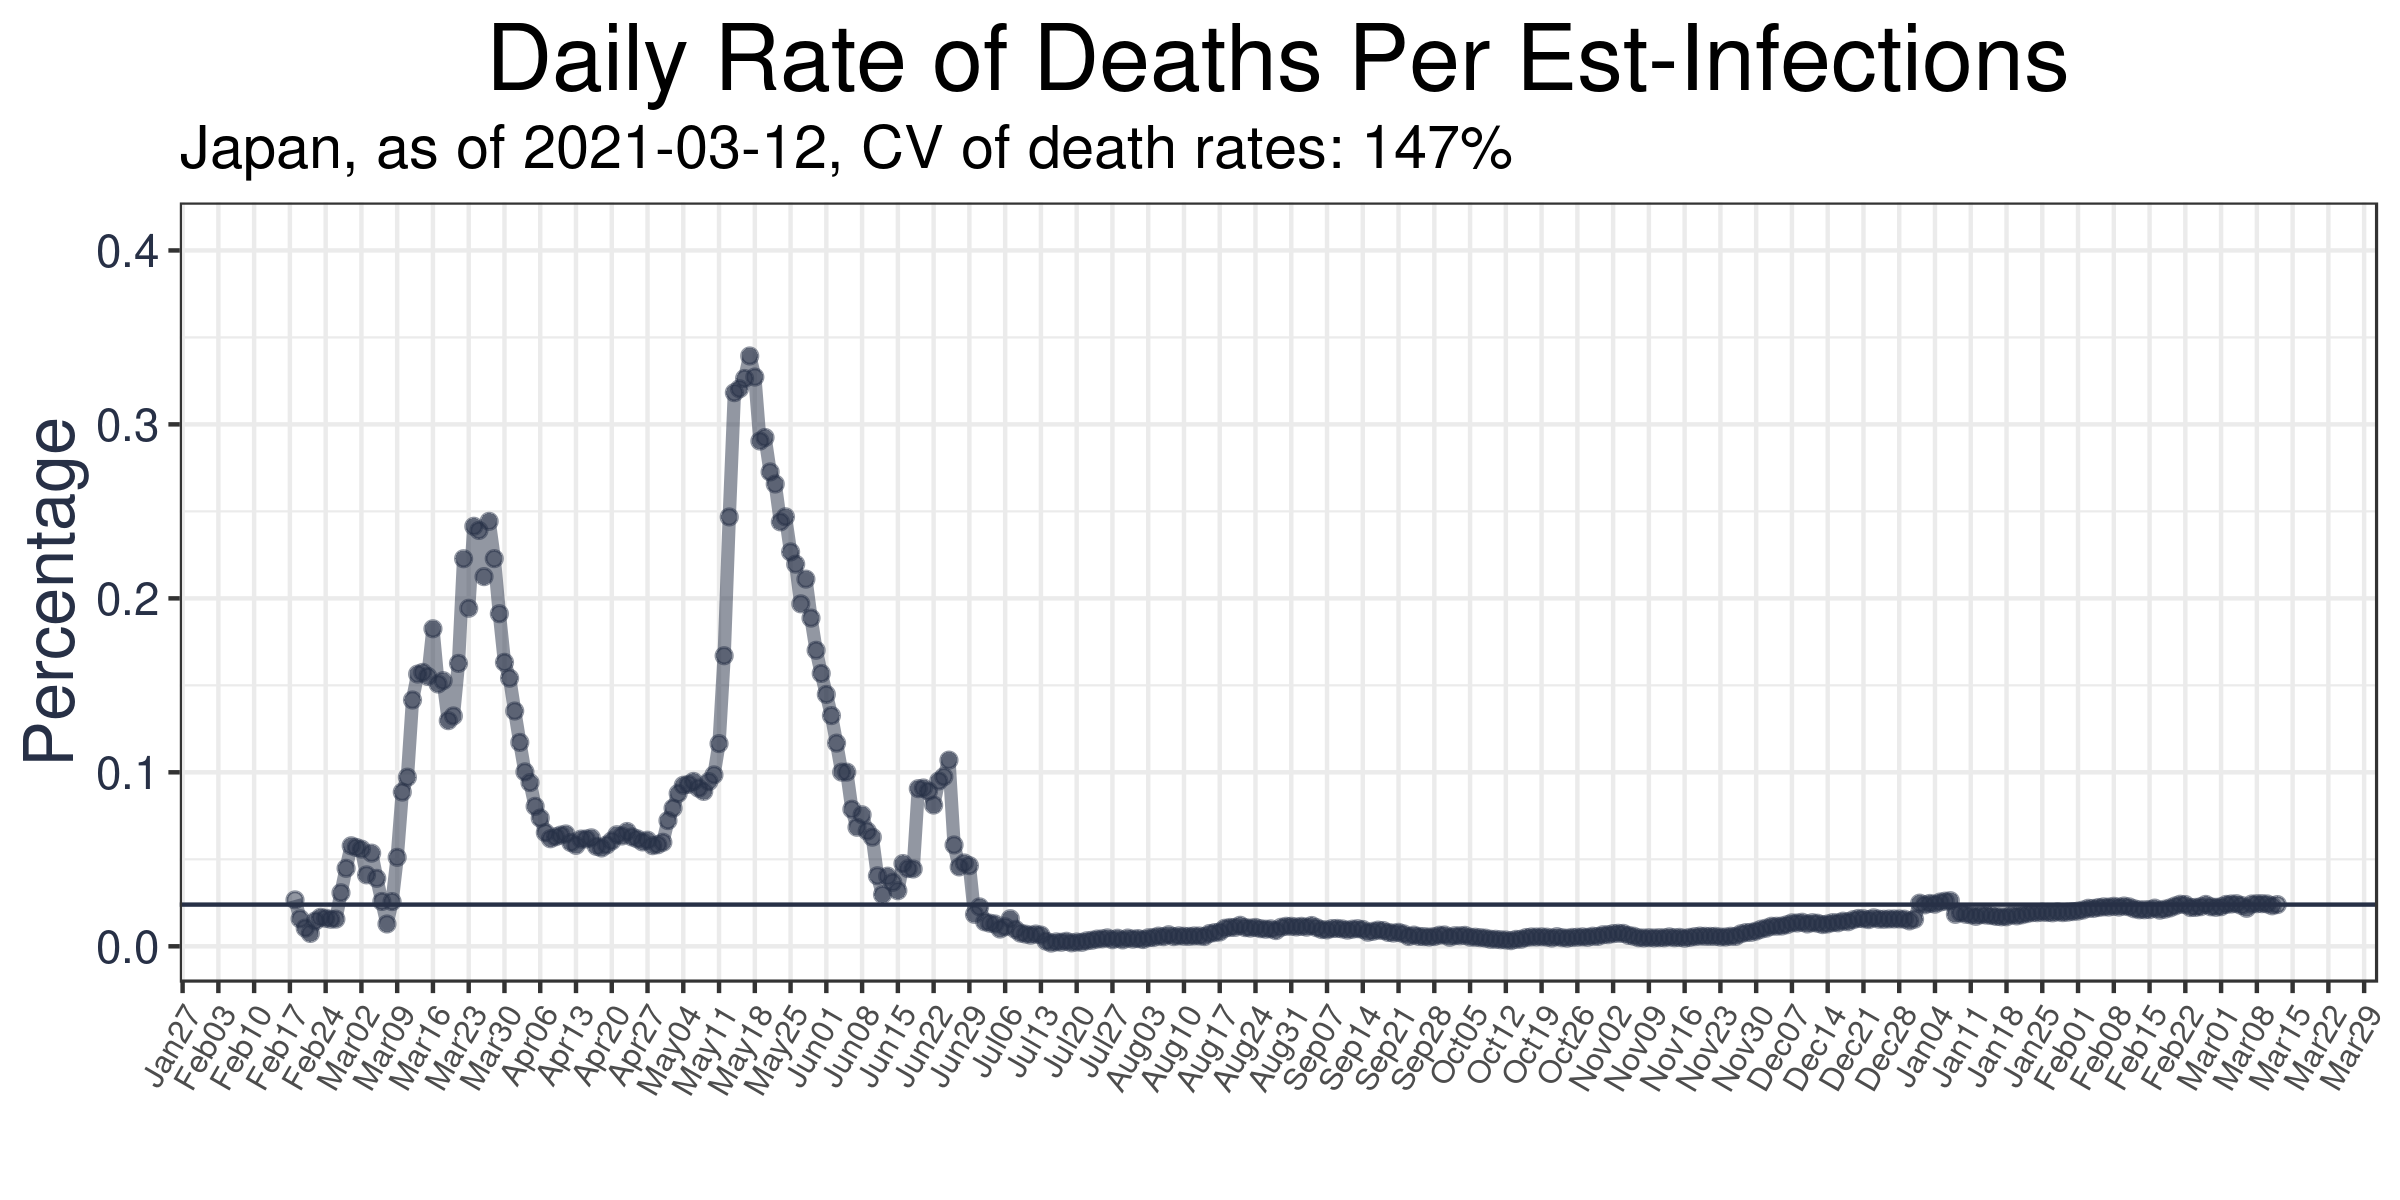 Daily Rate of Deaths Per Est-Infections
Japan, as of 2021-03-12, CV of death rates: 147%
Percentage
0.4
0.3
0.2
0.1
0.0
Jan27
Feb03
Feb10
Feb17
Feb24
Mar02
Mar09
Mar16
Mar23
Mar30
Apr06
Apr13
Apr20
Apr27
May04
May11
May18
May25
Jun01
Jun08
Jun15
Jun22
Jun29
Jul06
Jul13
Jul20
Jul27
Aug03
Aug10
Aug17
Aug24
Aug31
Sep07
Sep14
Sep21
Sep28
Oct05
Oct12
Oct19
Oct26
Nov02
Nov09
Nov16
Nov23
Nov30
Dec07
Dec14
Dec21
Dec28
Jan04
Jan11
Jan18
Jan25
Feb01
Feb08
Feb15
Feb22
Mar01
Mar08
Mar15
Mar22
Mar29